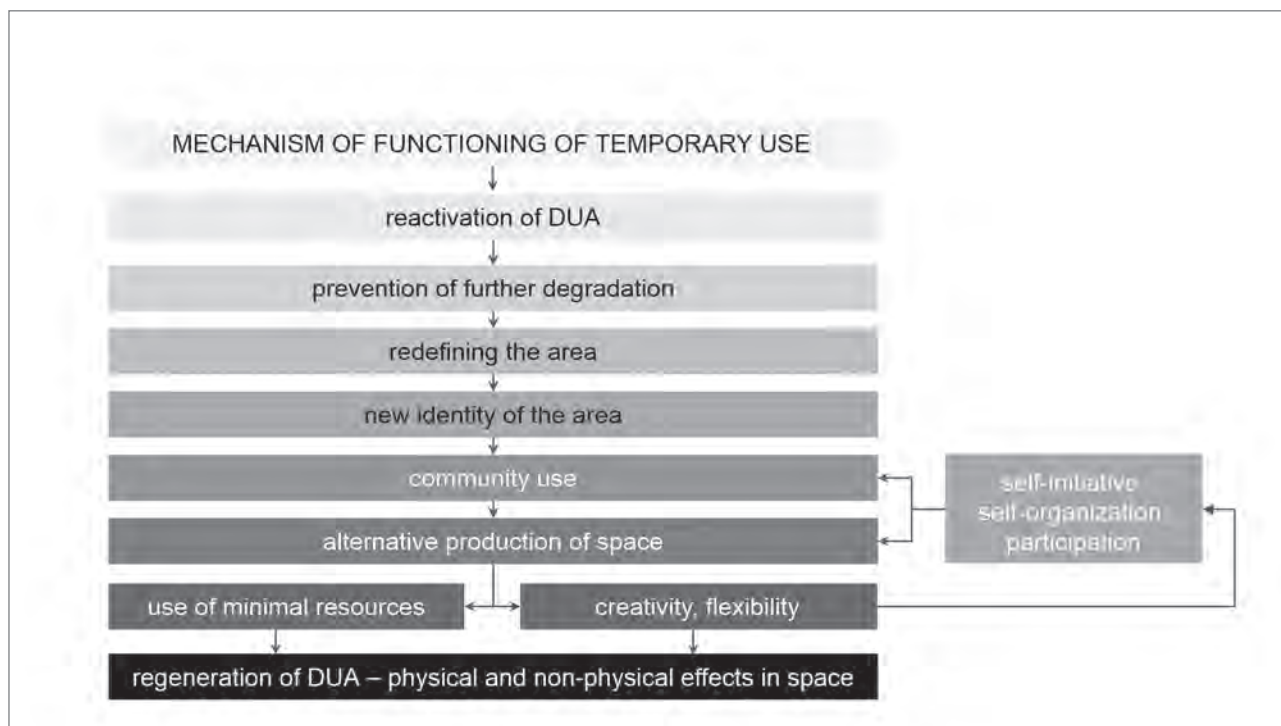 MECHANISM OF FUNCTIONING OF TEMPORARY USE
reactivation of DUA
prevention of further degradation
redefining the area
new identity of the area
community use
alternative production of space
self-initiative
self-organization
participation
use of minimal resources
creativity, flexibility
regeneration of DUA – physical and non-physical effects in space